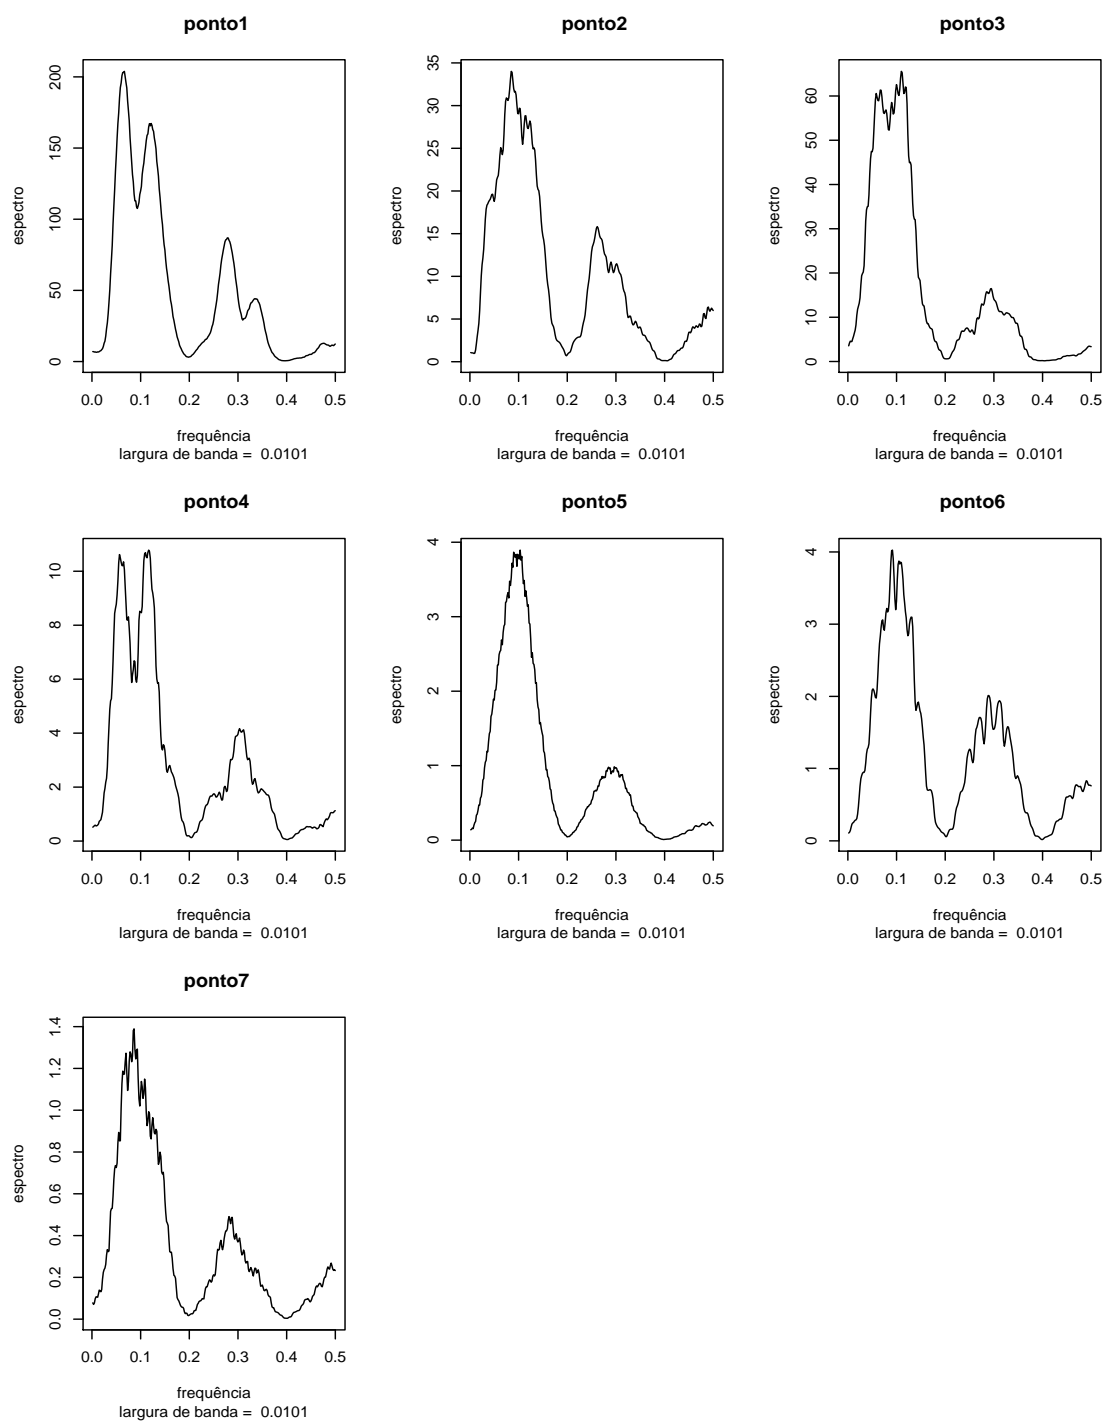 ponto1
espectro
0
50
100
150
200
0.0 0.1 0.2 0.3 0.4 0.5
frequência
largura de banda = 0.0101
ponto2
espectro
0
5
10
15
20
25
30
35
0.0 0.1 0.2 0.3 0.4 0.5
frequência
largura de banda = 0.0101
ponto3
espectro
0
10
20
30
40
50
60
0.0 0.1 0.2 0.3 0.4 0.5
frequência
largura de banda = 0.0101
ponto4
espectro
0
2
4
6
8
10
0.0 0.1 0.2 0.3 0.4 0.5
frequência
largura de banda = 0.0101
ponto5
espectro
0
1
2
3
4
0.0 0.1 0.2 0.3 0.4 0.5
frequência
largura de banda = 0.0101
ponto6
espectro
0
1
2
3
4
0.0 0.1 0.2 0.3 0.4 0.5
frequência
largura de banda = 0.0101
ponto7
espectro
0.0
0.2
0.4
0.6
0.8
1.0
1.2
1.4
0.0 0.1 0.2 0.3 0.4 0.5
frequência
largura de banda = 0.0101